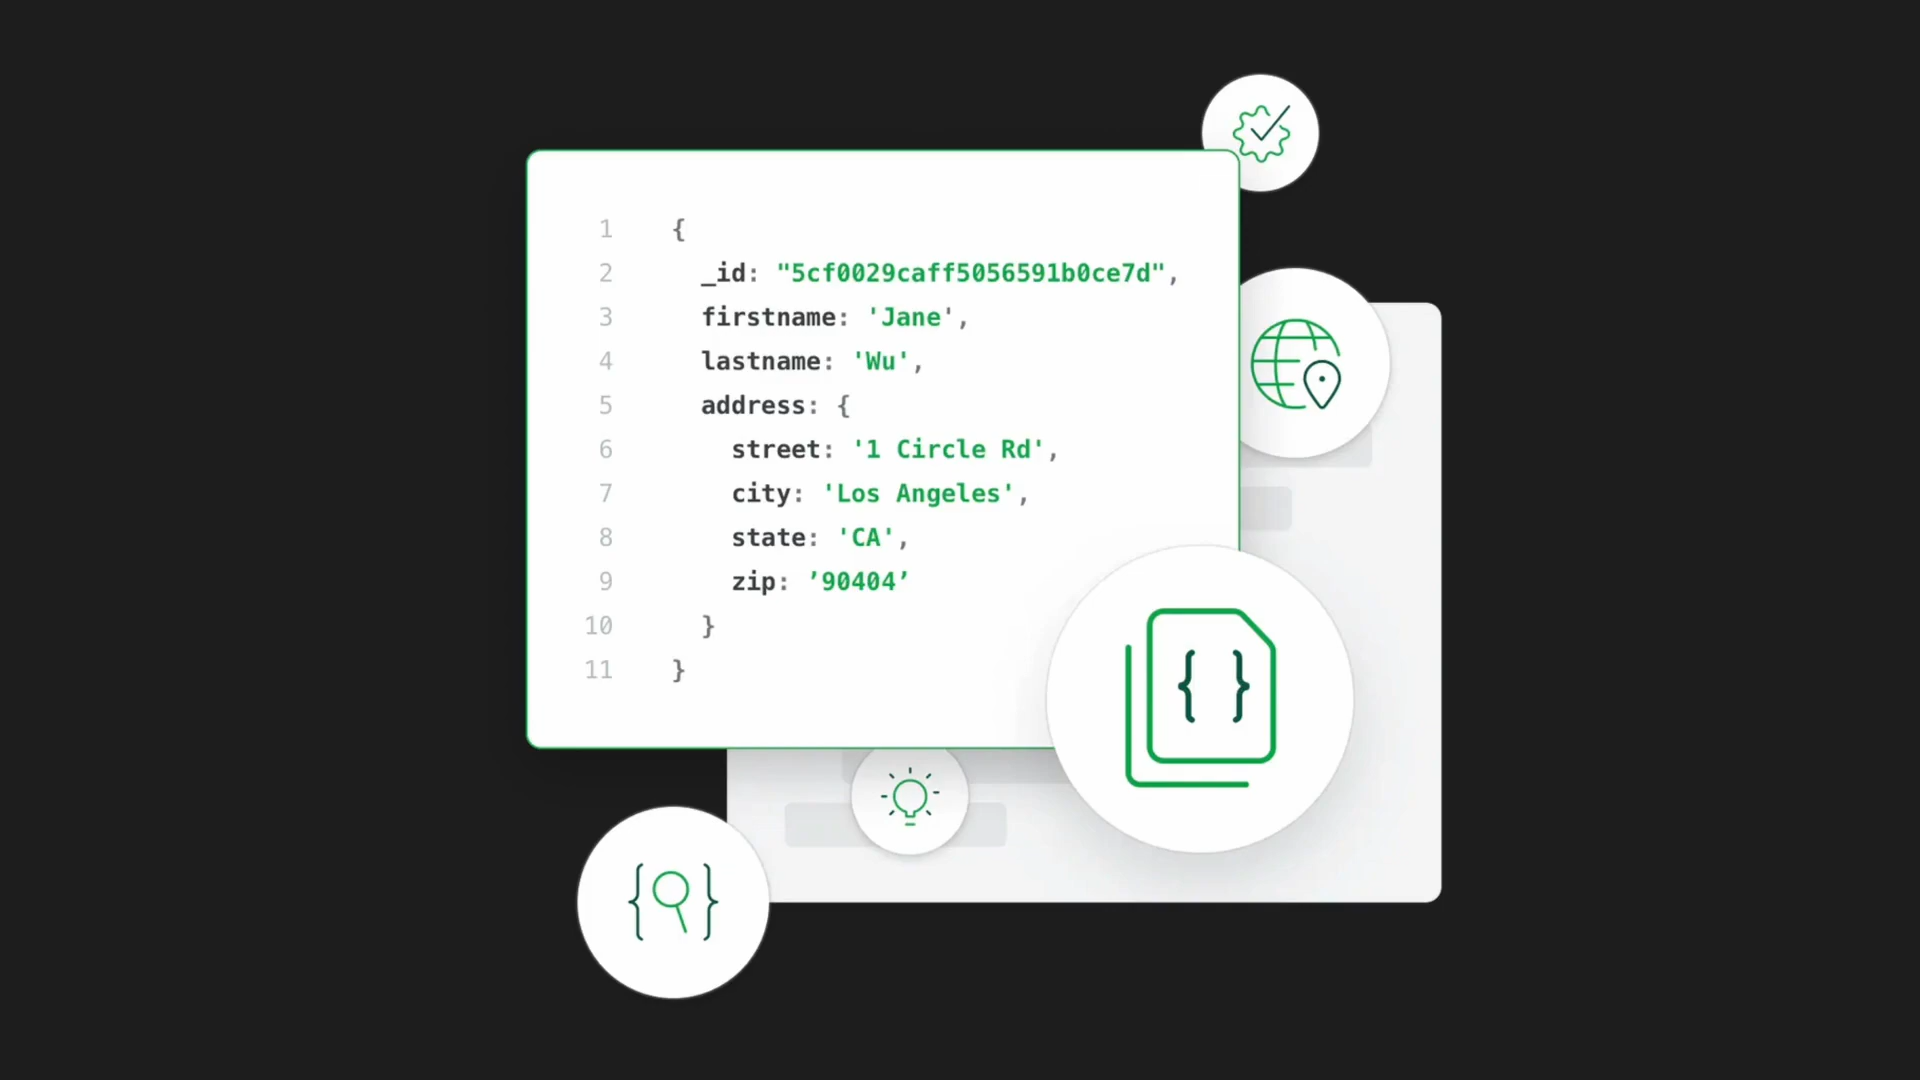 1 {
2 _id: "5cf0029caff5056591b0ce7d",
3 firstname: 'Jane',
4 lastname: 'Wu',
5 address: {
6 street: '1 Circle Rd',
7 city: 'Los Angeles',
8 state: 'CA',
9 zip: ’90404’
10 }
11 }
{ }
{ }